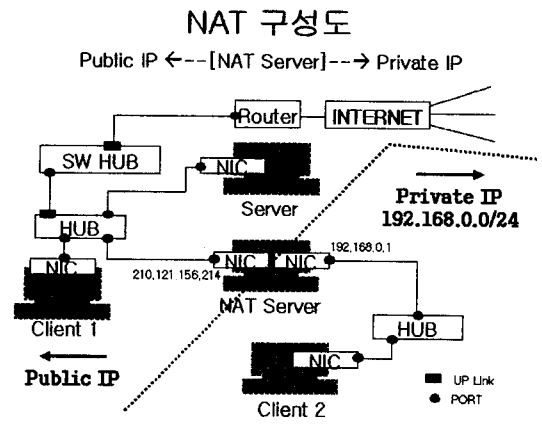 NAT 구성도
Public IP ←--[NAT Server]--→ Private IP
Router
INTERNET
SW HUB
NIC
Server
Private IP
192.168.0.0/24
HUB
NIC
Client 1
210,121,156,214
NIC
NIC
192,168,0,1
NAT Server
HUB
Public IP
NIC
Client 2
UP Link
PORT